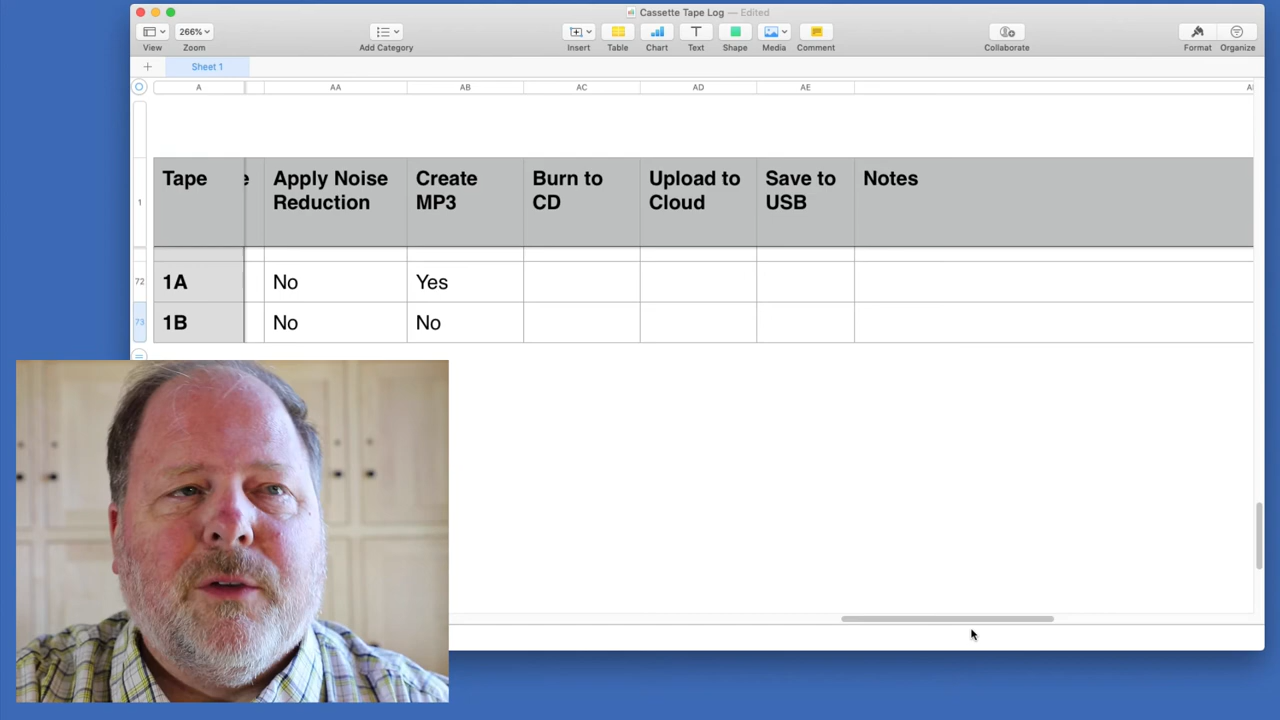 Cassette Tape Log — Edited
View
266%
Zoom
Add Category
Insert
Table
Chart
Text
Shape
Media
Comment
Collaborate
Format
Organize
Sheet 1
A AA AB AC AD AE
1
Tape
e
Apply Noise
Reduction
Create
MP3
Burn to
CD
Upload to
Cloud
Save to
USB
Notes
72 1A No Yes
73 1B No No